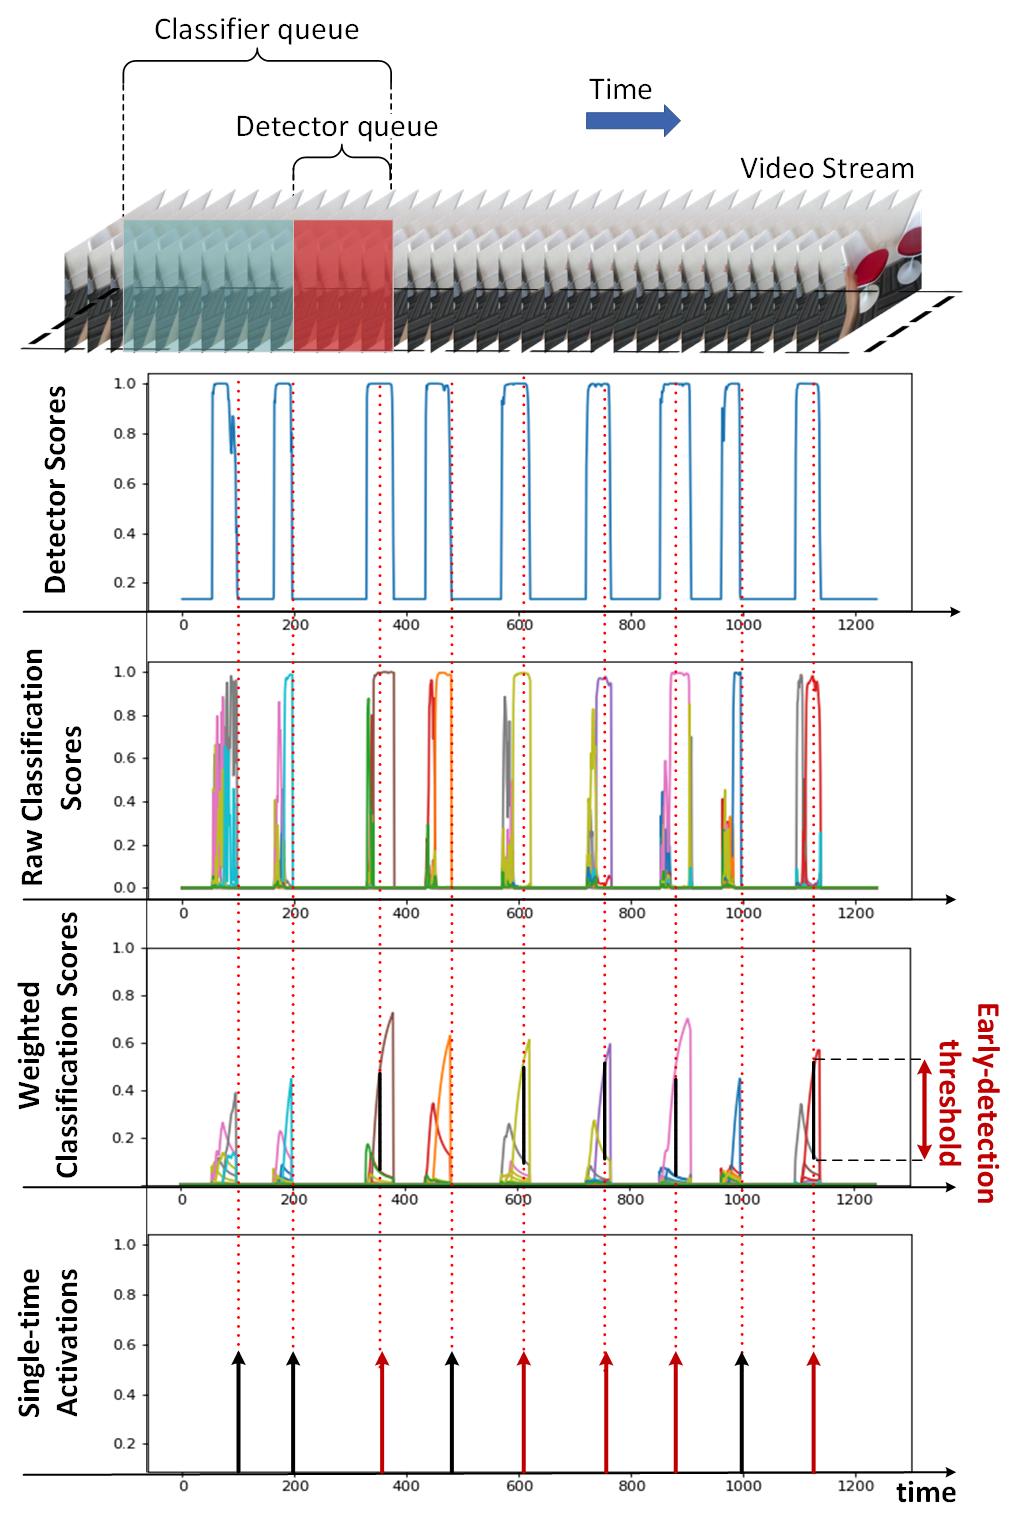 Classifier queue
Time
Detector queue
Video Stream
Detector Scores
1.0
0.8
0.6
0.4
0.2
0 200 400 600 800 1000 1200
Raw Classification
Scores
1.0
0.8
0.6
0.4
0.2
0.0
0 200 400 600 800 1000 1200
Weighted
Classification Scores
1.0
0.8
0.6
0.4
0.2
0 200 400 600 800 1000 1200
Early-detection
threshold
Single-time
Activations
1.0
0.8
0.6
0.4
0.2
0 200 400 600 800 1000 1200
time